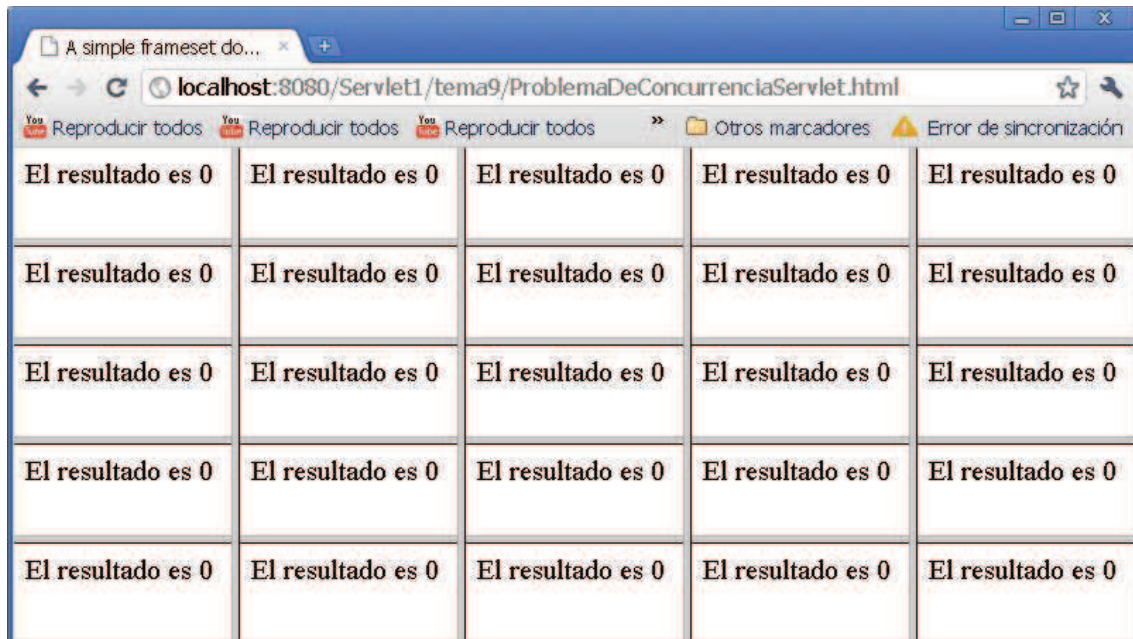 A simple frameset do...
localhost:8080/Servlet1/tema9/ProblemaDeConcurrenciaServlet.html
You Tube Reproducir todos You Tube Reproducir todos You Tube Reproducir todos » Otros marcadores Error de sincronización
El resultado es 0 El resultado es 0 El resultado es 0 El resultado es 0 El resultado es 0
El resultado es 0 El resultado es 0 El resultado es 0 El resultado es 0 El resultado es 0
El resultado es 0 El resultado es 0 El resultado es 0 El resultado es 0 El resultado es 0
El resultado es 0 El resultado es 0 El resultado es 0 El resultado es 0 El resultado es 0
El resultado es 0 El resultado es 0 El resultado es 0 El resultado es 0 El resultado es 0